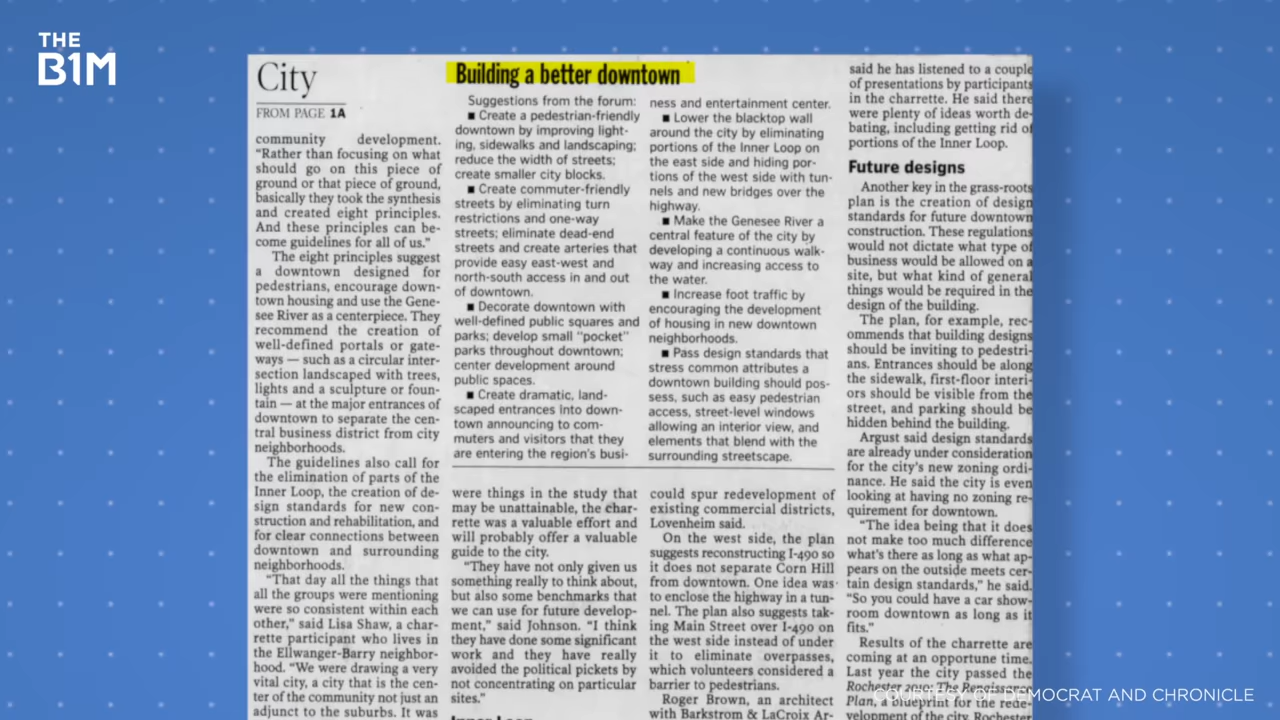 THE
B1M
City
FROM PAGE 1A
community development.
“Rather than focusing on what
should go on this piece of
ground or that piece of ground,
basically they took the synthesis
and created eight principles.
And these principles can be-
come guidelines for all of us.”
The eight principles suggest
a downtown designed for
pedestrians, encourage down-
town housing and use the Gene-
see River as a centerpiece. They
recommend the creation of
well-defined portals or gate-
ways — such as a circular inter-
section landscaped with trees,
lights and a sculpture or foun-
tain — at the major entrances of
downtown to separate the cen-
tral business district from city
neighborhoods.
The guidelines also call for
the elimination of parts of the
Inner Loop, the creation of de-
sign standards for new con-
struction and rehabilitation, and
for clear connections between
downtown and surrounding
neighborhoods.
“That day all the things that
all the groups were mentioning
were so consistent within each
other,” said Lisa Shaw, a char-
rette participant who lives in
the Ellwanger-Barry neighbor-
hood. “We were drawing a very
vital city, a city that is the cen-
ter of the community not just an
adjunct to the suburbs. It was
Building a better downtown
Suggestions from the forum:
■ Create a pedestrian-friendly
downtown by improving light-
ing, sidewalks and landscaping;
reduce the width of streets;
create smaller city blocks.
■ Create commuter-friendly
streets by eliminating turn
restrictions and one-way
streets; eliminate dead-end
streets and create arteries that
provide easy east-west and
north-south access in and out
of downtown.
■ Decorate downtown with
well-defined public squares and
parks; develop small “pocket”
parks throughout downtown;
center development around
public spaces.
■ Create dramatic, land-
scaped entrances into down-
town announcing to com-
muters and visitors that they
are entering the region's busi-
ness and entertainment center.
■ Lower the blacktop wall
around the city by eliminating
portions of the Inner Loop on
the east side and hiding por-
tions of the west side with tun-
nels and new bridges over the
highway.
■ Make the Genesee River a
central feature of the city by
developing a continuous walk-
way and increasing access to
the water.
■ Increase foot traffic by
encouraging the development
of housing in new downtown
neighborhoods.
■ Pass design standards that
stress common attributes a
downtown building should pos-
sess, such as easy pedestrian
access, street-level windows
allowing an interior view, and
elements that blend with the
surrounding streetscape.
were things in the study that
may be unattainable, the char-
rette was a valuable effort and
will probably offer a valuable
guide to the city.
“They have not only given us
something really to think about,
but also some benchmarks that
we can use for future develop-
ment,” said Johnson. “I think
they have done some significant
work and they have really
avoided the political pickets by
not concentrating on particular
sites.”
Inner Loop
could spur redevelopment of
existing commercial districts,
Lovenheim said.
On the west side, the plan
suggests reconstructing I-490 so
it does not separate Corn Hill
from downtown. One idea was
to enclose the highway in a tun-
nel. The plan also suggests tak-
ing Main Street over I-490 on
the west side instead of under
it to eliminate overpasses,
which volunteers considered a
barrier to pedestrians.
Roger Brown, an architect
with Barkstrom & LaCroix Ar-
said he has listened to a couple
of presentations by participants
in the charrette. He said there
were plenty of ideas worth de-
bating, including getting rid of
portions of the Inner Loop.
Future designs
Another key in the grass-roots
plan is the creation of design
standards for future downtown
construction. These regulations
would not dictate what type of
business would be allowed on a
site, but what kind of general
things would be required in the
design of the building.
The plan, for example, rec-
ommends that building designs
should be inviting to pedestri-
ans. Entrances should be along
the sidewalk, first-floor interi-
ors should be visible from the
street, and parking should be
hidden behind the building.
Argust said design standards
are already under consideration
for the city's new zoning ordi-
nance. He said the city is even
looking at having no zoning re-
quirement for downtown.
“The idea being that it does
not make too much difference
what's there as long as what ap-
pears on the outside meets cer-
tain design standards,” he said.
“So you could have a car show-
room downtown as long as it
fits.”
Results of the charrette are
coming at an opportune time.
Last year the city passed the
Rochester 2010: The Renaissance
Plan, a blueprint for the rede-
velopment of the city. Rochester
COURTESY OF DEMOCRAT AND CHRONICLE